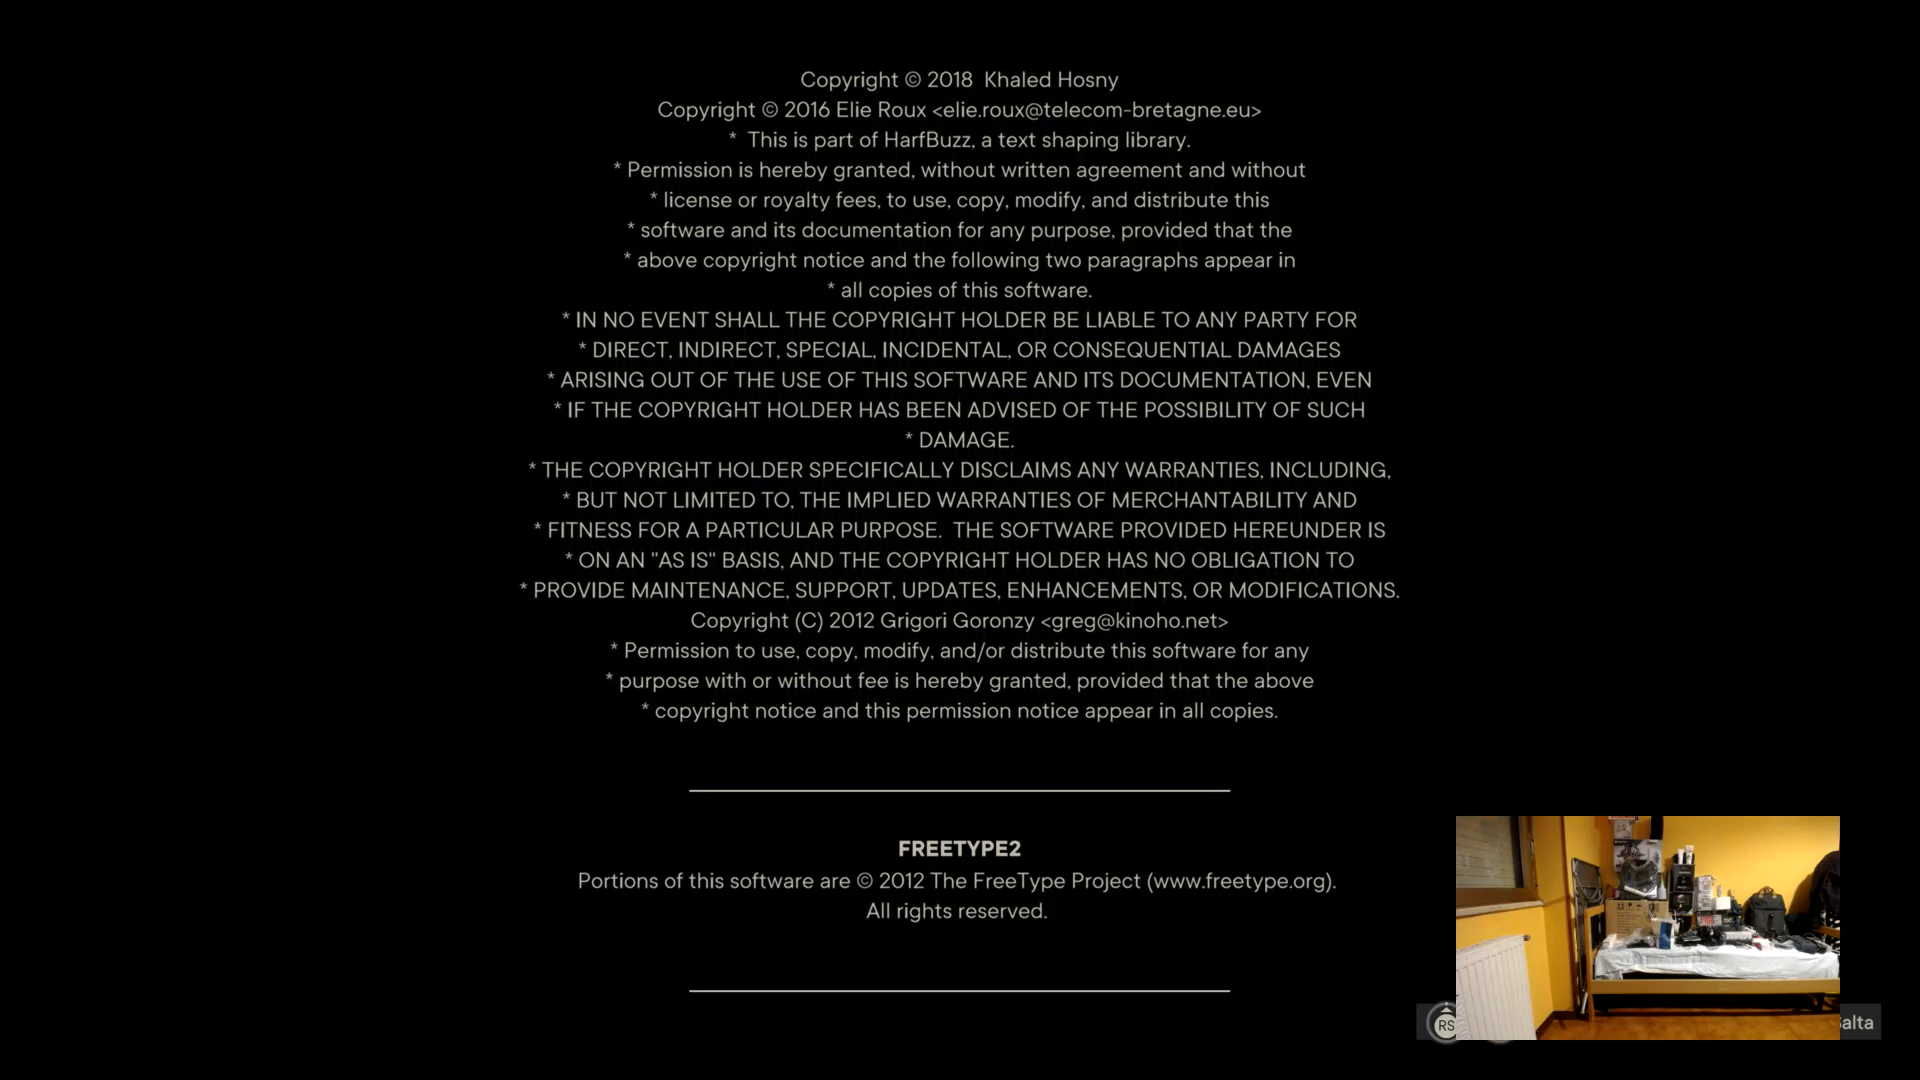 Copyright © 2018  Khaled Hosny
Copyright © 2016 Elie Roux <elie.roux@telecom-bretagne.eu>
*  This is part of HarfBuzz, a text shaping library.
* Permission is hereby granted, without written agreement and without
* license or royalty fees, to use, copy, modify, and distribute this
* software and its documentation for any purpose, provided that the
* above copyright notice and the following two paragraphs appear in
* all copies of this software.
* IN NO EVENT SHALL THE COPYRIGHT HOLDER BE LIABLE TO ANY PARTY FOR
* DIRECT, INDIRECT, SPECIAL, INCIDENTAL, OR CONSEQUENTIAL DAMAGES
* ARISING OUT OF THE USE OF THIS SOFTWARE AND ITS DOCUMENTATION, EVEN
* IF THE COPYRIGHT HOLDER HAS BEEN ADVISED OF THE POSSIBILITY OF SUCH
* DAMAGE.
* THE COPYRIGHT HOLDER SPECIFICALLY DISCLAIMS ANY WARRANTIES, INCLUDING,
* BUT NOT LIMITED TO, THE IMPLIED WARRANTIES OF MERCHANTABILITY AND
* FITNESS FOR A PARTICULAR PURPOSE.  THE SOFTWARE PROVIDED HEREUNDER IS
* ON AN "AS IS" BASIS, AND THE COPYRIGHT HOLDER HAS NO OBLIGATION TO
* PROVIDE MAINTENANCE, SUPPORT, UPDATES, ENHANCEMENTS, OR MODIFICATIONS.
Copyright (C) 2012 Grigori Goronzy <greg@kinoho.net>
* Permission to use, copy, modify, and/or distribute this software for any
* purpose with or without fee is hereby granted, provided that the above
* copyright notice and this permission notice appear in all copies.
FREETYPE2
Portions of this software are © 2012 The FreeType Project (www.freetype.org).
All rights reserved.
RS
alta